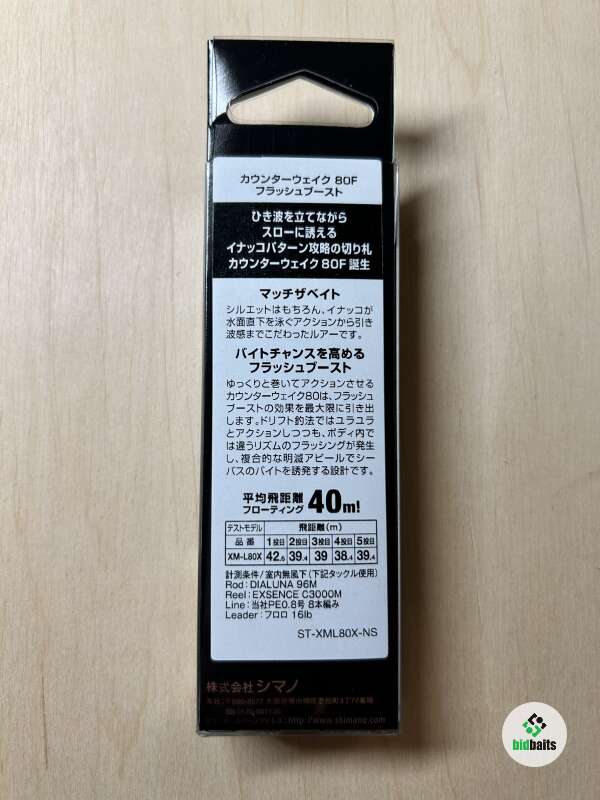 カウンターウェイク 80F
フラッシュブースト
ひき波を立てながら
スローに誘える
イナッコパターン攻略の切り札
カウンターウェイク80F 誕生
マッチザベイト
シルエットはもちろん、イナッコが
水面直下を泳ぐアクションから引き
波感までこだわったルアーです。
バイトチャンスを高める
フラッシュブースト
ゆっくりと巻いてアクションさせる
カウンターウェイク80は、フラッシュ
ブーストの効果を最大限に引き出
します。ドリフト釣法ではユラユラ
とアクションしつつも、ボディ内で
は違うリズムのフラッシングが発生
し、複合的な明滅アピールでシー
バスのバイトを誘発する設計です。
平均飛距離
フローティング 40m!
テストモデル 飛距離(m)
品番 1投目 2投目 3投目 4投目 5投目
XM-L80X 42.6 39.4 39 38.4 39.4
計測条件/室内無風下(下記タックル使用)
Rod:DIALUNA 96M
Reel:EXSENCE C3000M
Line:当社PE0.8号 8本編み
Leader:フロロ 16lb
ST-XML80X-NS
株式会社シマノ
http://www.shimano.com
bidbaits